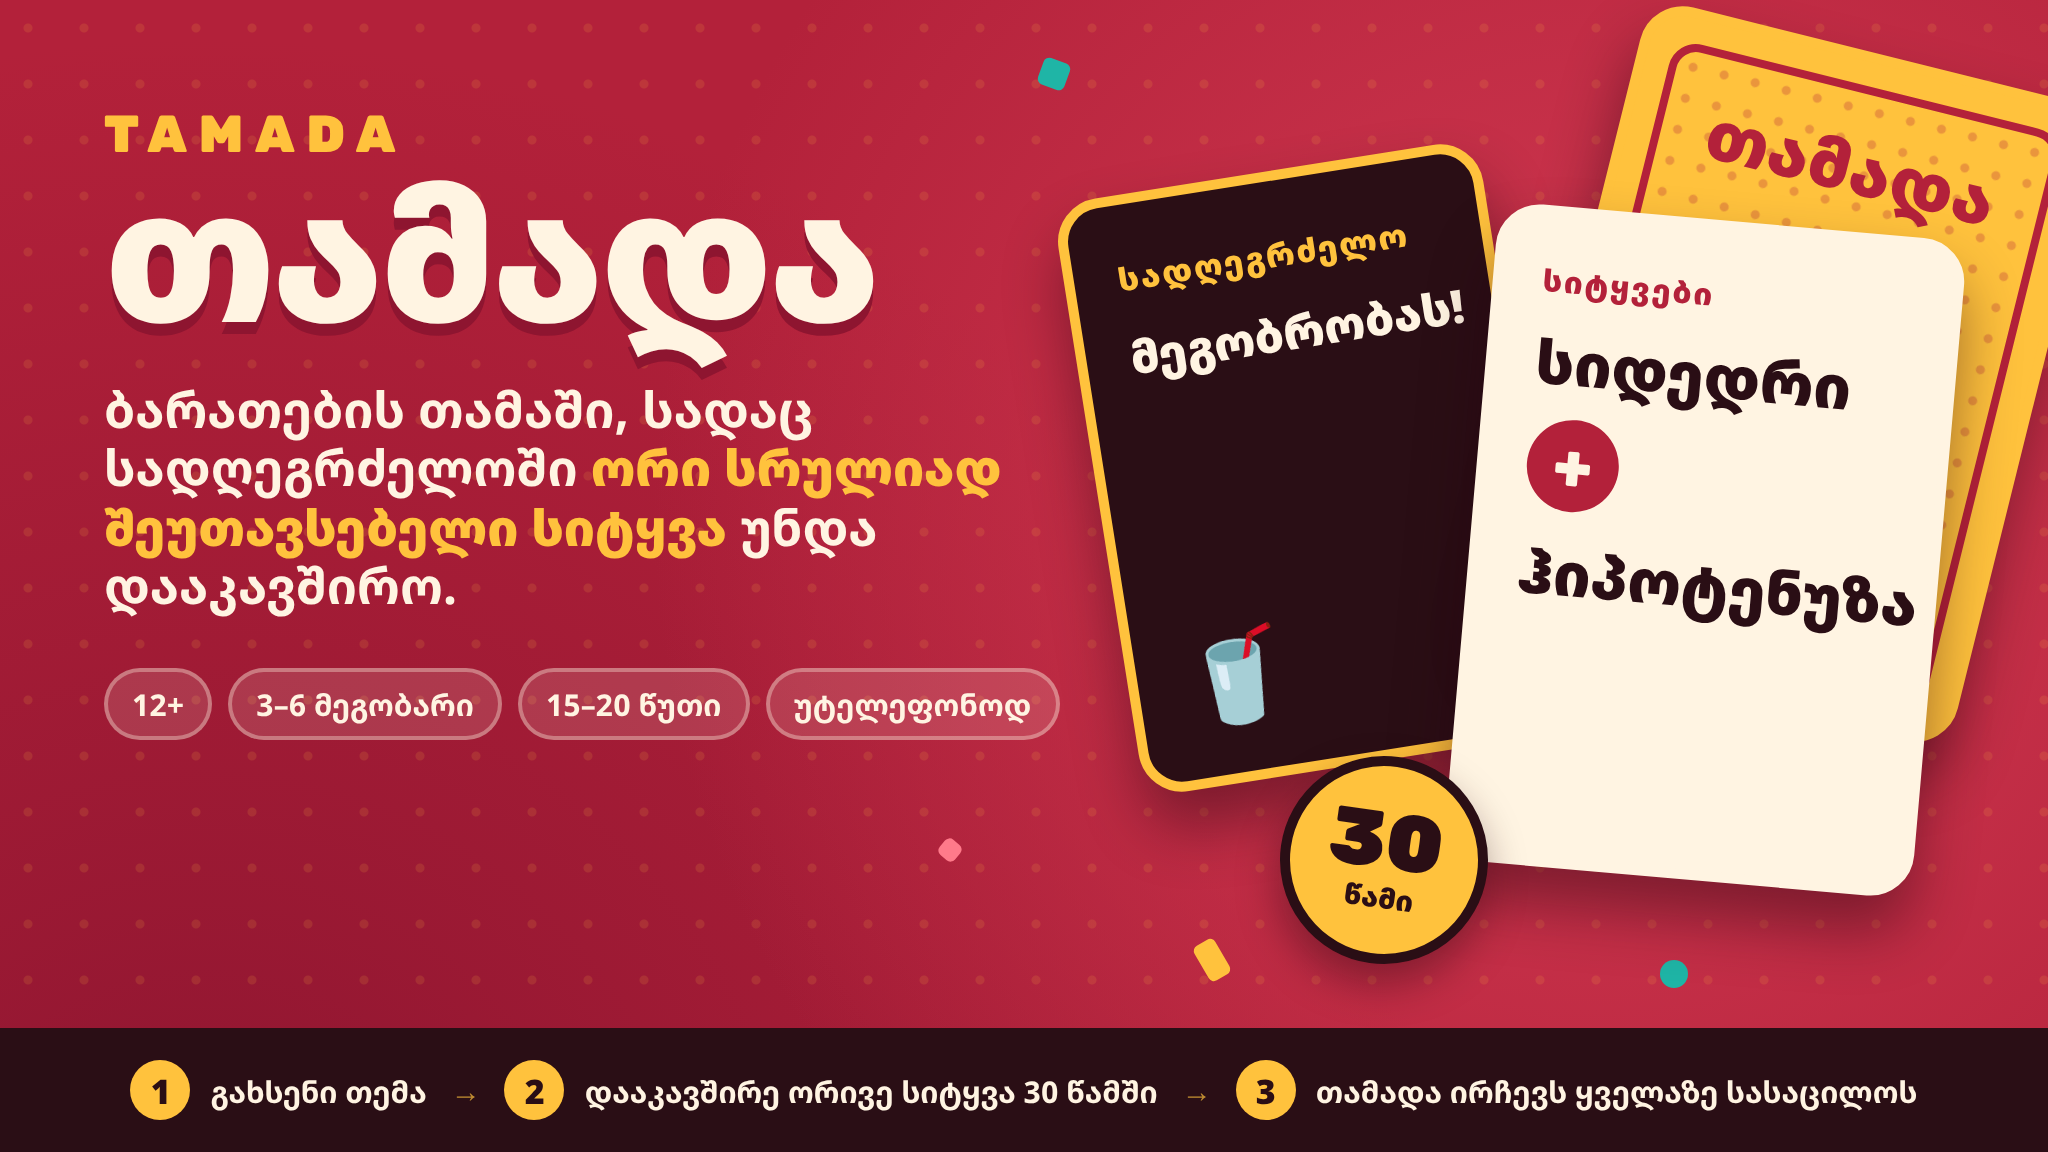 TAMADA
თამადა
ბარათების თამაში, სადაც
სადღეგრძელოში ორი სრულიად
შეუთავსებელი სიტყვა უნდა
დააკავშირო.
12+
3–6 მეგობარი
15–20 წუთი
უტელეფონოდ
თამადა
სადღეგრძელო
მეგობრობას!
სიტყვები
სიდედრი
+
ჰიპოტენუზა
30
წამი
1 გახსენი თემა → 2 დააკავშირე ორივე სიტყვა 30 წამში → 3 თამადა ირჩევს ყველაზე სასაცილოს